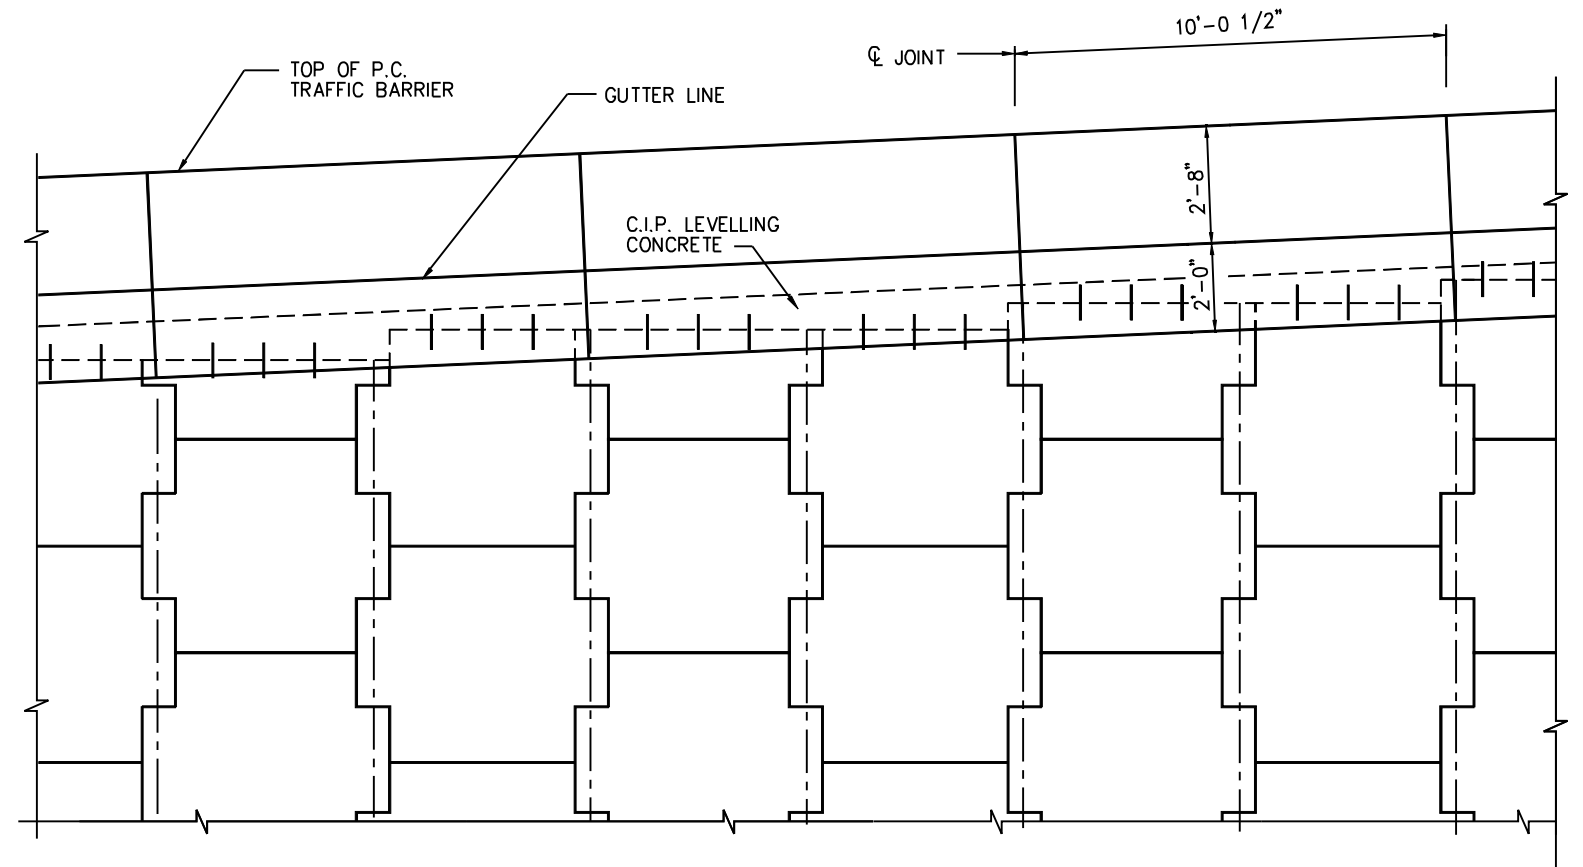 10'-0 1/2"
℄ JOINT
TOP OF P.C.
TRAFFIC BARRIER
GUTTER LINE
2'-8"
C.I.P. LEVELLING
CONCRETE
2'-0"